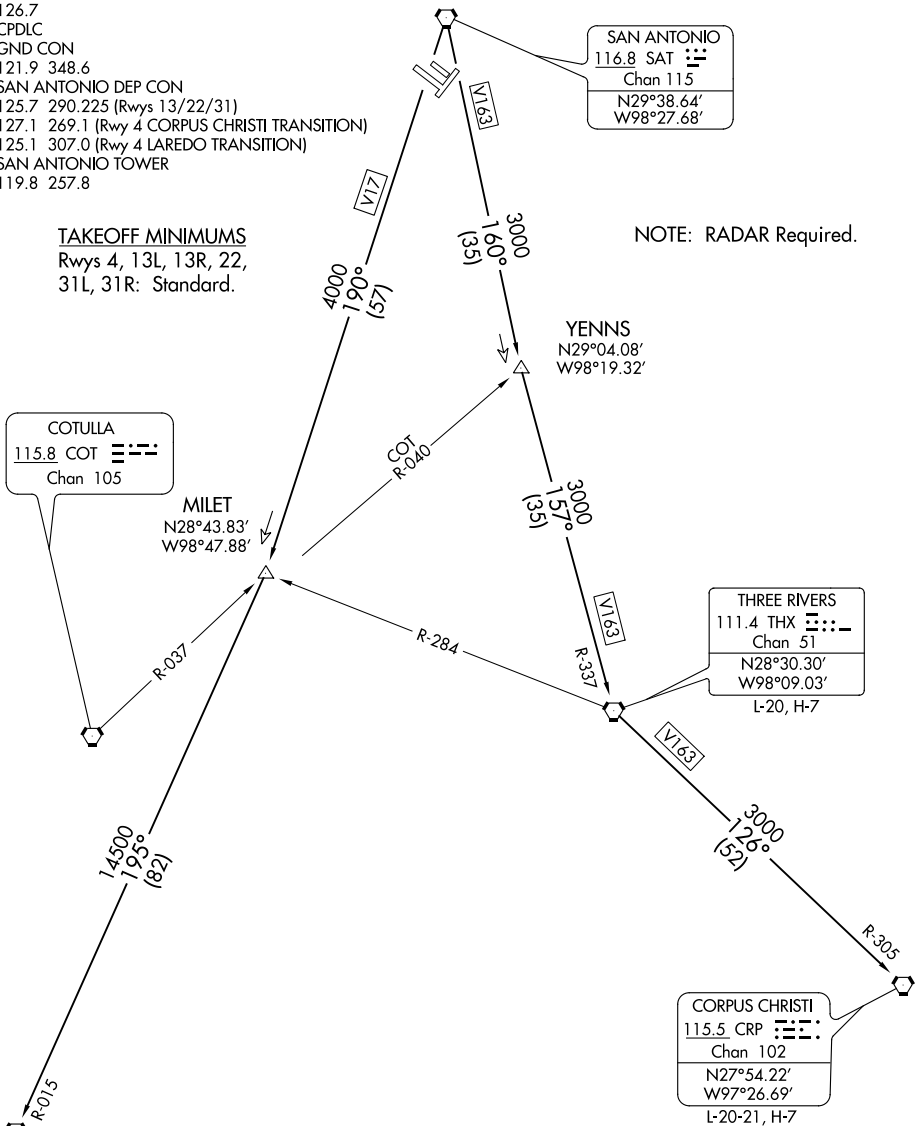 126.7
CPDLC
GND CON
121.9 348.6
SAN ANTONIO DEP CON
125.7 290.225 (Rwys 13/22/31)
127.1 269.1 (Rwy 4 CORPUS CHRISTI TRANSITION)
125.1 307.0 (Rwy 4 LAREDO TRANSITION)
SAN ANTONIO TOWER
119.8 257.8
SAN ANTONIO
116.8 SAT
Chan 115
N29°38.64'
W98°27.68'
V163
V17
TAKEOFF MINIMUMS
Rwys 4, 13L, 13R, 22,
31L, 31R: Standard.
NOTE: RADAR Required.
3000
160°
(35)
4000
190°
(57)
YENNS
N29°04.08'
W98°19.32'
COTULLA
115.8 COT
Chan 105
COT
R-040
MILET
N28°43.83'
W98°47.88'
3000
157°
(35)
V163
R-337
THREE RIVERS
111.4 THX
Chan 51
N28°30.30'
W98°09.03'
L-20, H-7
R-037
R-284
V163
14500
195°
(82)
3000
126°
(52)
R-305
CORPUS CHRISTI
115.5 CRP
Chan 102
N27°54.22'
W97°26.69'
L-20-21, H-7
R-015